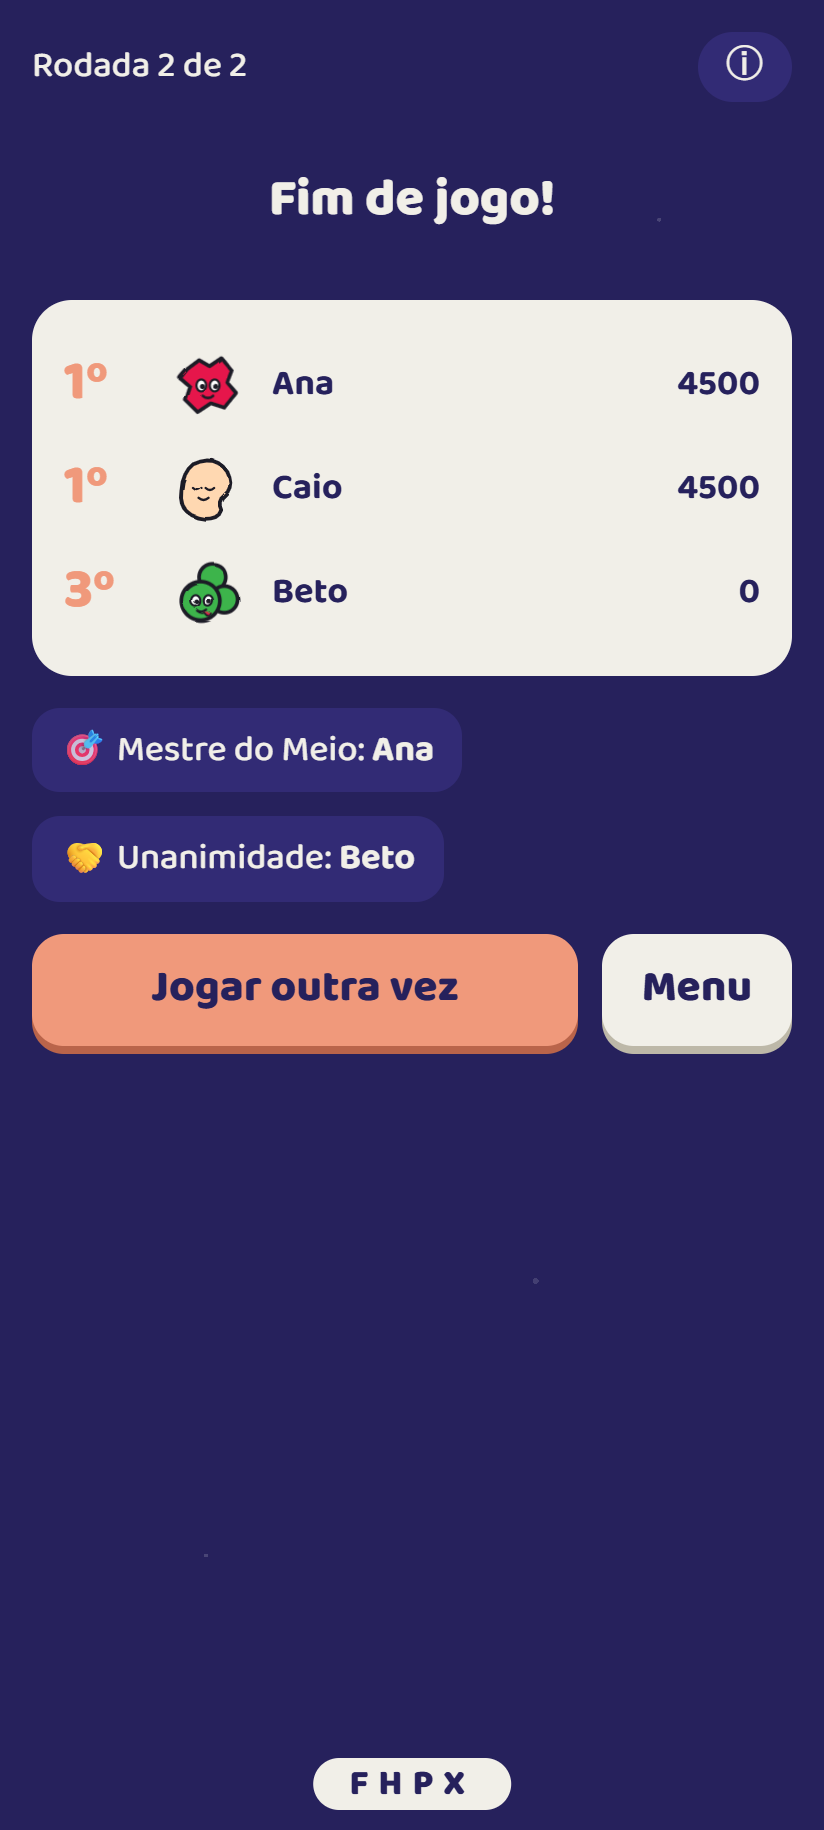 Rodada 2 de 2
Fim de jogo!
1º Ana 4500
1º Caio 4500
3º Beto 0
Mestre do Meio: Ana
Unanimidade: Beto
Jogar outra vez
Menu
FHPX